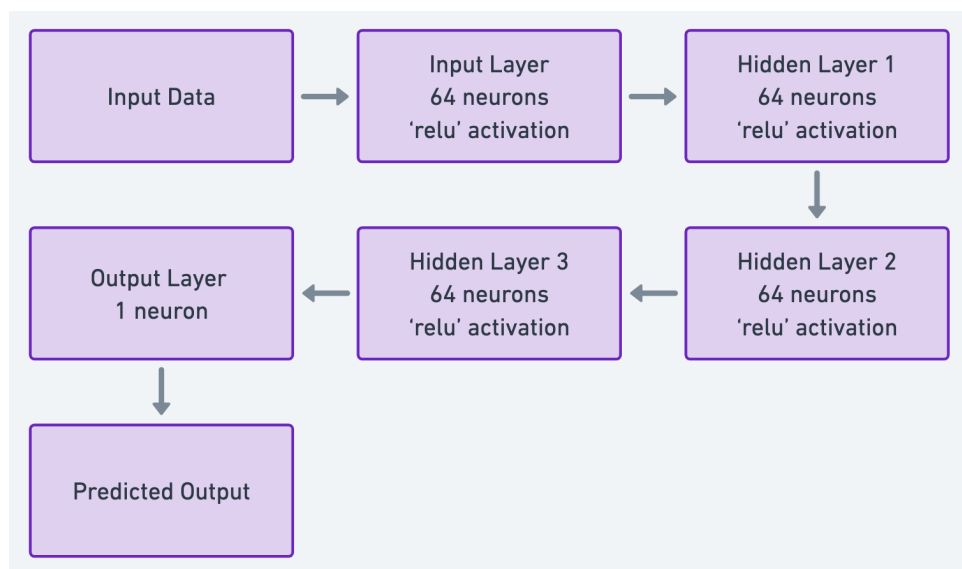 Input Data
Input Layer
64 neurons
‘relu’ activation
Hidden Layer 1
64 neurons
‘relu’ activation
Hidden Layer 2
64 neurons
‘relu’ activation
Hidden Layer 3
64 neurons
‘relu’ activation
Output Layer
1 neuron
Predicted Output